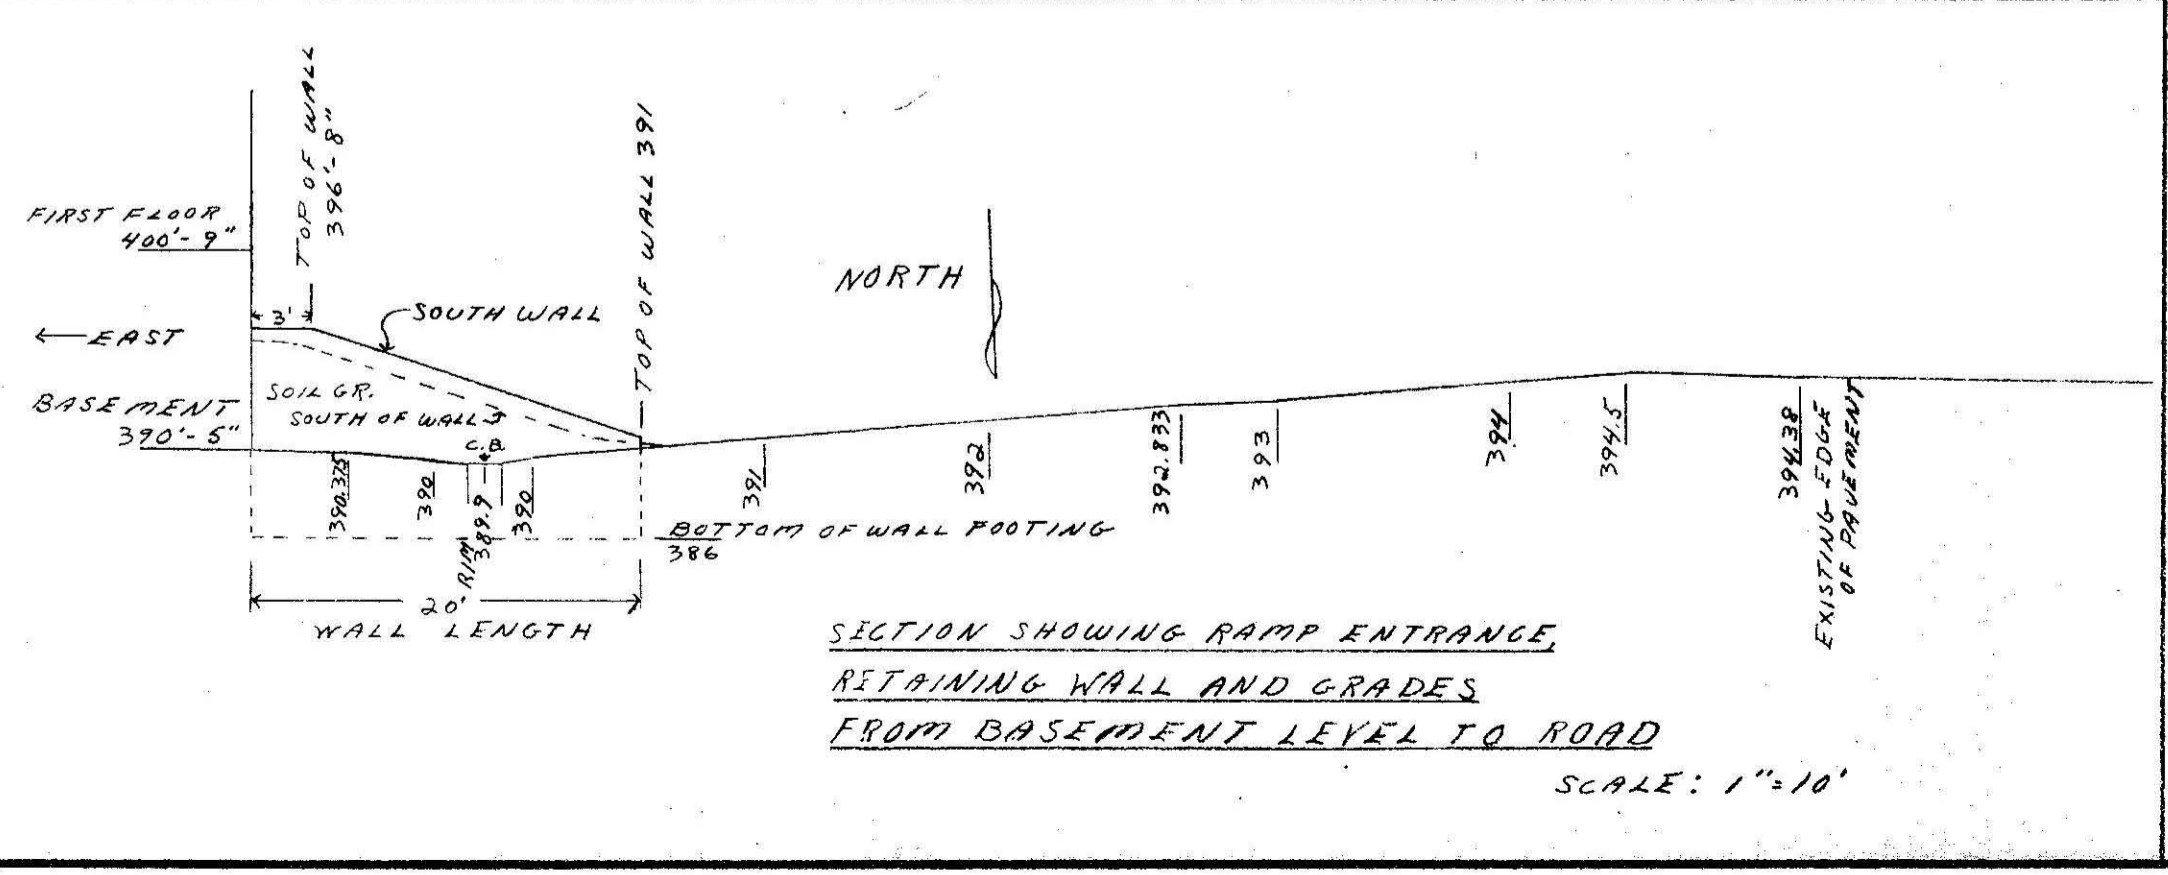 TOP OF WALL
396'-8"
FIRST FLOOR
400'-9"
TOP OF WALL 391
NORTH
3'
SOUTH WALL
←EAST
SOIL GR.
SOUTH OF WALL
BASEMENT
390'-5"
C.B.
390.375
390
RIM
389.9
390
391
392
392.833
393
394
394.5
394.38
EXISTING EDGE
OF PAVEMENT
BOTTOM OF WALL FOOTING
386
20'
WALL LENGTH
SECTION SHOWING RAMP ENTRANCE,
RETAINING WALL AND GRADES
FROM BASEMENT LEVEL TO ROAD
SCALE: 1"=10'